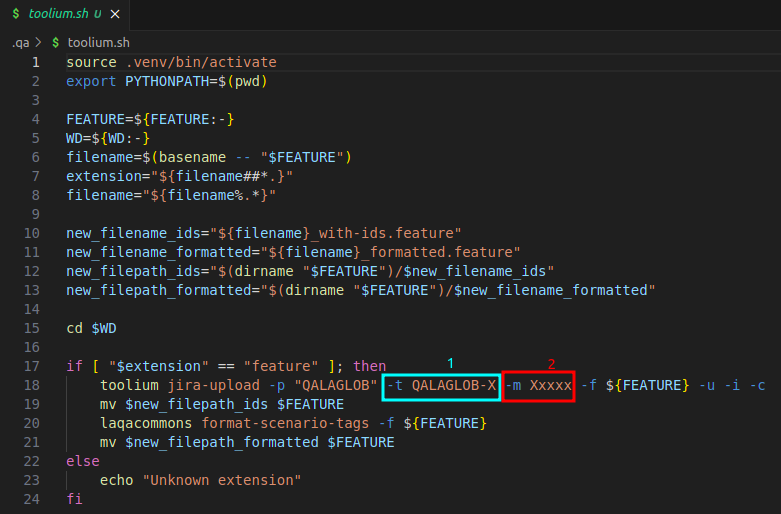 $ toolium.sh U ×
.qa > $ toolium.sh
1 source .venv/bin/activate
2 export PYTHONPATH=$(pwd)
3
4 FEATURE=${FEATURE:-}
5 WD=${WD:-}
6 filename=$(basename -- "$FEATURE")
7 extension="${filename##*.}"
8 filename="${filename%.*}"
9
10 new_filename_ids="${filename}_with-ids.feature"
11 new_filename_formatted="${filename}_formatted.feature"
12 new_filepath_ids="$(dirname "$FEATURE")/$new_filename_ids"
13 new_filepath_formatted="$(dirname "$FEATURE")/$new_filename_formatted"
14
15 cd $WD
16
1 2
17 if [ "$extension" == "feature" ]; then
18 toolium jira-upload -p "QALAGLOB" -t QALAGLOB-X -m Xxxxx -f ${FEATURE} -u -i -c
19 mv $new_filepath_ids $FEATURE
20 laqacommons format-scenario-tags -f ${FEATURE}
21 mv $new_filepath_formatted $FEATURE
22 else
23 echo "Unknown extension"
24 fi